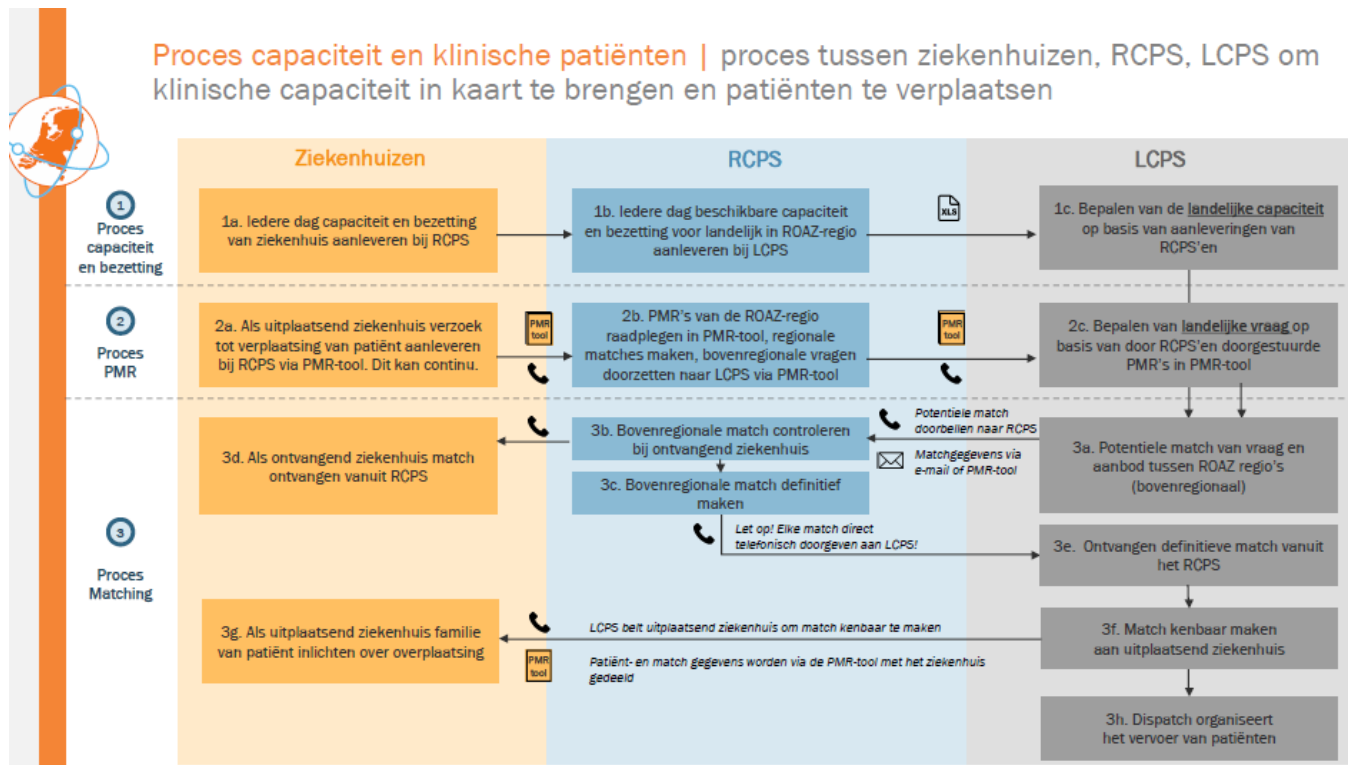 Proces capaciteit en klinische patiënten | proces tussen ziekenhuizen, RCPS, LCPS om
klinische capaciteit in kaart te brengen en patiënten te verplaatsen
Ziekenhuizen
RCPS
LCPS
1
Proces
capaciteit
en bezetting
1a. Iedere dag capaciteit en bezetting
van ziekenhuis aanleveren bij RCPS
1b. Iedere dag beschikbare capaciteit
en bezetting voor landelijk in ROAZ-regio
aanleveren bij LCPS
XLS
1c. Bepalen van de landelijke capaciteit
op basis van aanleveringen van
RCPS'en
2
Proces
PMR
2a. Als uitplaatsend ziekenhuis verzoek
tot verplaatsing van patiënt aanleveren
bij RCPS via PMR-tool. Dit kan continu.
PMR
tool
2b. PMR's van de ROAZ-regio
raadplegen in PMR-tool, regionale
matches maken, bovenregionale vragen
doorzetten naar LCPS via PMR-tool
PMR
tool
2c. Bepalen van landelijke vraag op
basis van door RCPS'en doorgestuurde
PMR's in PMR-tool
3
Proces
Matching
3d. Als ontvangend ziekenhuis match
ontvangen vanuit RCPS
3b. Bovenregionale match controleren
bij ontvangend ziekenhuis
3c. Bovenregionale match definitief
maken
Potentiele match
doorbellen naar RCPS
Matchgegevens via
e-mail of PMR-tool
3a. Potentiele match van vraag en
aanbod tussen ROAZ regio's
(bovenregionaal)
Let op! Elke match direct
telefonisch doorgeven aan LCPS!
3e. Ontvangen definitieve match vanuit
het RCPS
3g. Als uitplaatsend ziekenhuis familie
van patiënt inlichten over overplaatsing
PMR
tool
LCPS belt uitplaatsend ziekenhuis om match kenbaar te maken
Patiënt- en match gegevens worden via de PMR-tool met het ziekenhuis
gedeeld
3f. Match kenbaar maken
aan uitplaatsend ziekenhuis
3h. Dispatch organiseert
het vervoer van patiënten